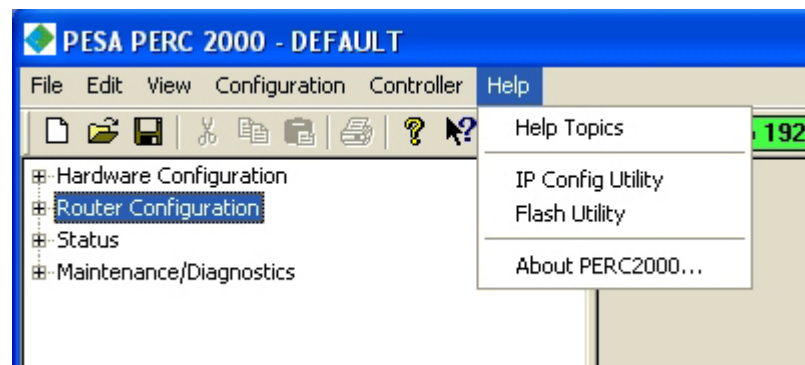 PESA PERC 2000 - DEFAULT
File Edit View Configuration Controller Help
192
Help Topics
IP Config Utility
Flash Utility
About PERC2000...
Hardware Configuration
Router Configuration
Status
Maintenance/Diagnostics